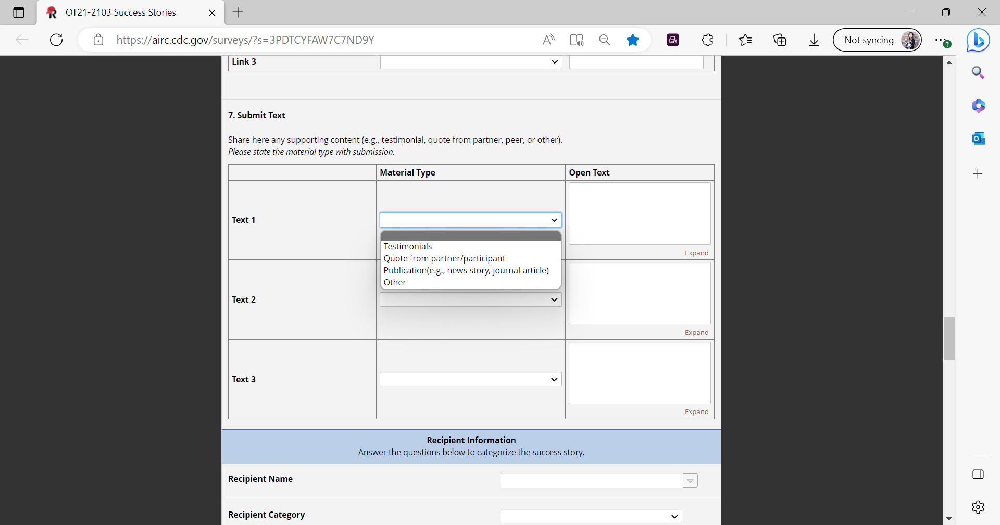 OT21-2103 Success Stories
https://airc.cdc.gov/surveys/?s=3PDTCYFAW7C7ND9Y
Not syncing
Link 3
7. Submit Text
Share here any supporting content (e.g., testimonial, quote from partner, peer, or other).
Please state the material type with submission.
Material Type
Open Text
Text 1
Testimonials
Quote from partner/participant
Publication(e.g., news story, journal article)
Other
Expand
Text 2
Expand
Text 3
Expand
Recipient Information
Answer the questions below to categorize the success story.
Recipient Name
Recipient Category